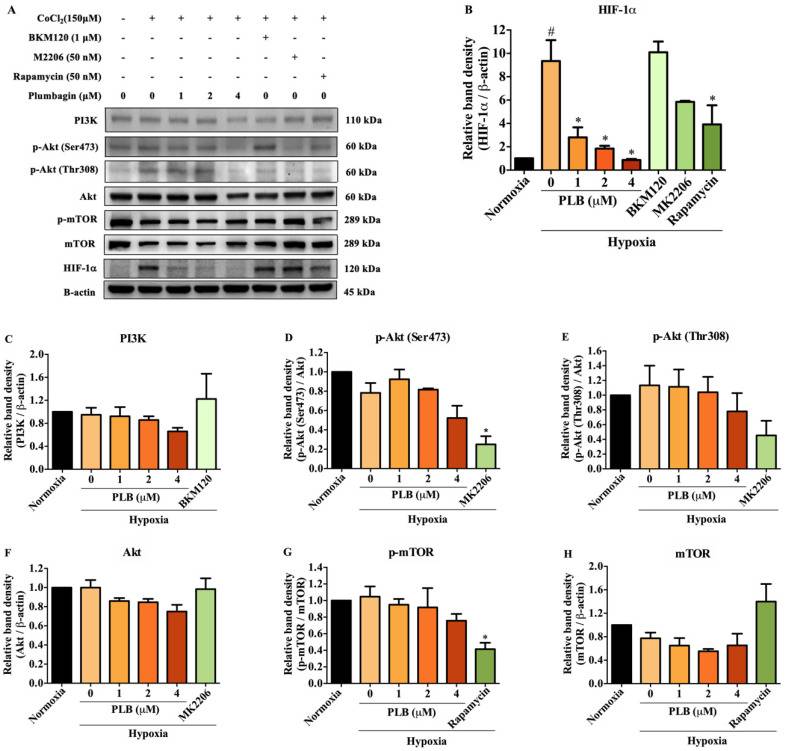 A
CoCl2(150µM) - + + + + + + +
BKM120 (1 µM) +
M2206 (50 nM) +
Rapamycin (50 nM) +
Plumbagin (µM) 0 0 1 2 4 0 0 0
PI3K 110 kDa
p-Akt (Ser473) 60 kDa
p-Akt (Thr308) 60 kDa
Akt 60 kDa
p-mTOR 289 kDa
mTOR 289 kDa
HIF-1α 120 kDa
B-actin 45 kDa
B
HIF-1α
Relative band density
(HIF-1α / β-actin)
12
10
8
6
4
2
0
#
* * * *
Normoxia 0 1 2 4 BKM120 MK2206 Rapamycin
PLB (µM)
Hypoxia
C
PI3K
Relative band density
(PI3K / β-actin)
2.0
1.6
1.2
0.8
0.4
0.0
Normoxia 0 1 2 4 BKM120
PLB (µM)
Hypoxia
D
p-Akt (Ser473)
Relative band density
(p-Akt (Ser473) / Akt)
1.2
1.0
0.8
0.6
0.4
0.2
0.0
*
Normoxia 0 1 2 4 MK2206
PLB (µM)
Hypoxia
E
p-Akt (Thr308)
Relative band density
(p-Akt (Thr308) / Akt)
1.6
1.4
1.2
1.0
0.8
0.6
0.4
0.2
0.0
Normoxia 0 1 2 4 MK2206
PLB (µM)
Hypoxia
F
Akt
Relative band density
(Akt / β-actin)
1.2
1.0
0.8
0.6
0.4
0.2
0.0
Normoxia 0 1 2 4 MK2206
PLB (µM)
Hypoxia
G
p-mTOR
Relative band density
(p-mTOR / mTOR)
1.4
1.2
1.0
0.8
0.6
0.4
0.2
0.0
*
Normoxia 0 1 2 4 Rapamycin
PLB (µM)
Hypoxia
H
mTOR
Relative band density
(mTOR / β-actin)
2.0
1.6
1.2
0.8
0.4
0.0
Normoxia 0 1 2 4 Rapamycin
PLB (µM)
Hypoxia